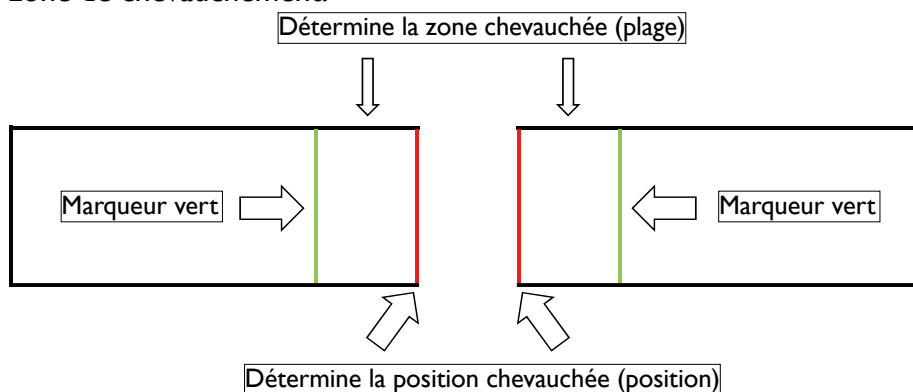 Détermine la zone chevauchée (plage)
Marqueur vert
Marqueur vert
Détermine la position chevauchée (position)